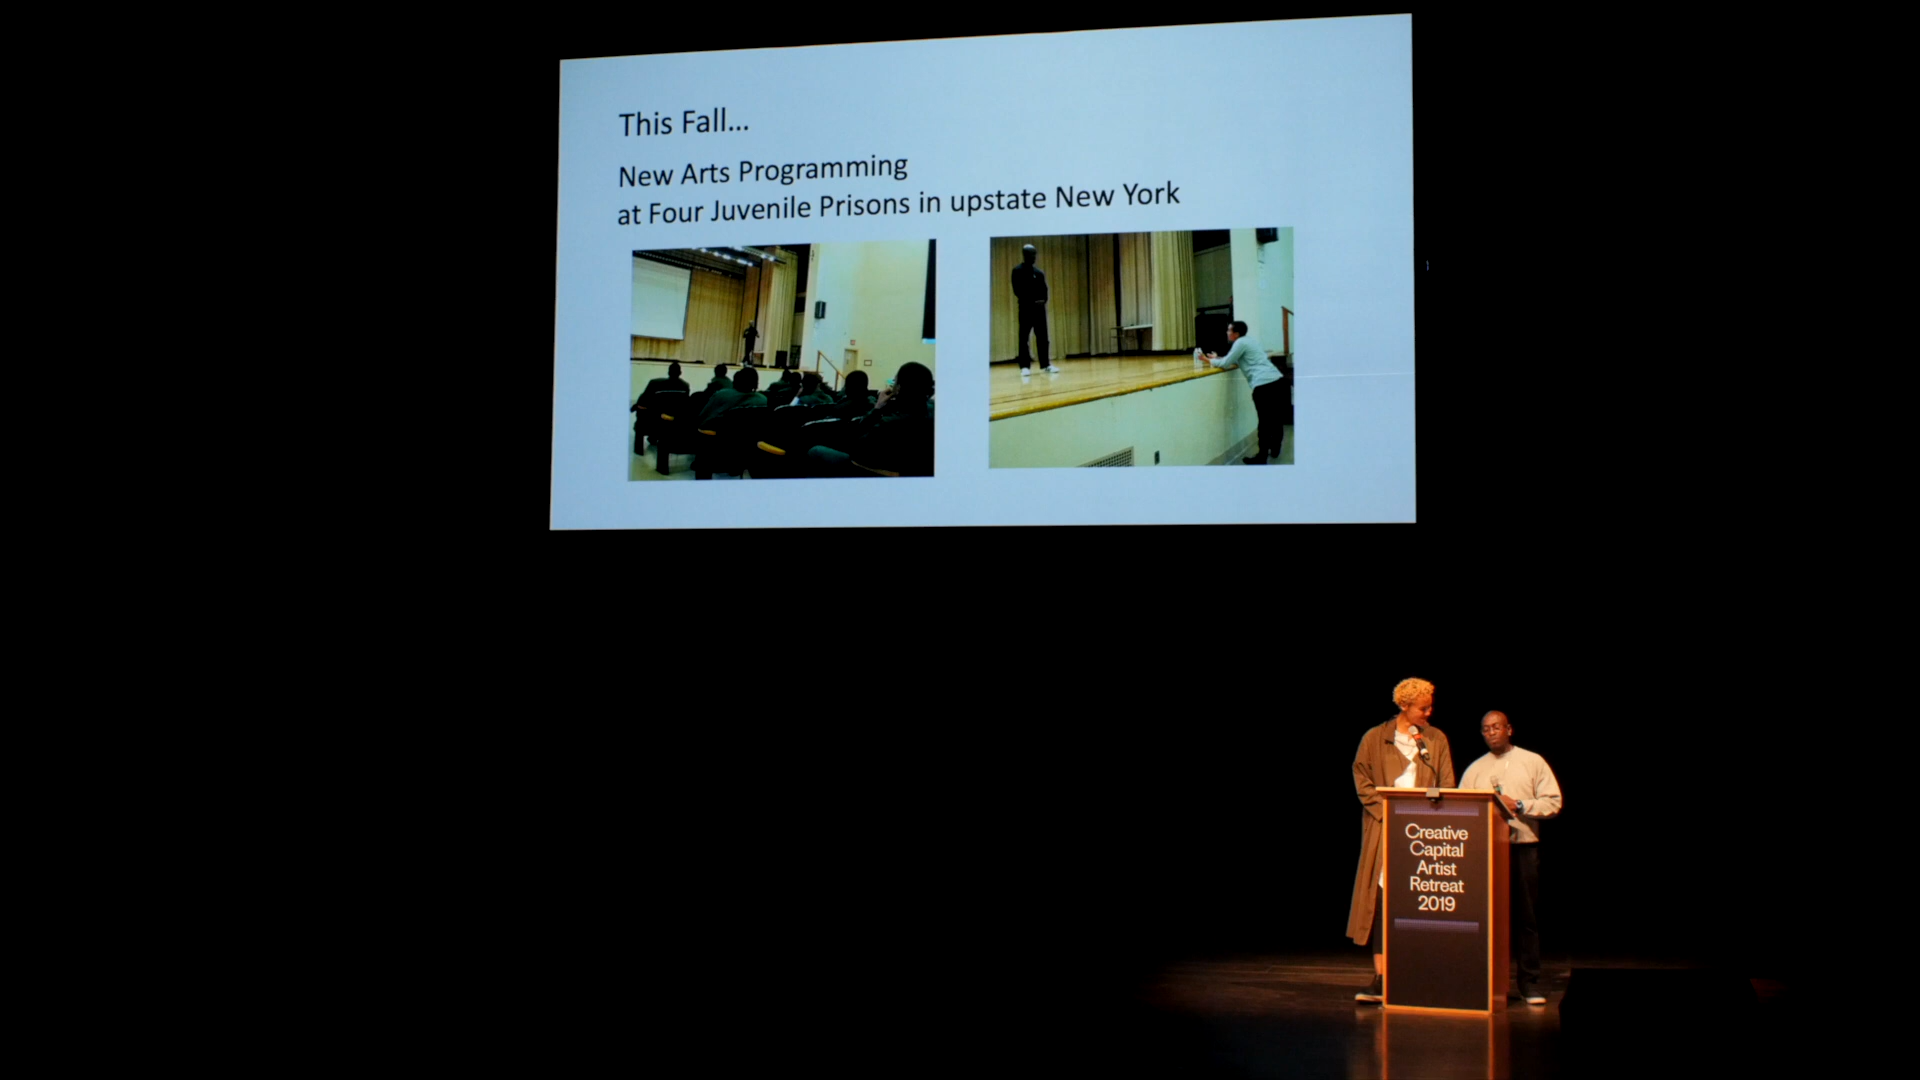 This Fall...
New Arts Programming
at Four Juvenile Prisons in upstate New York
Creative
Capital
Artist
Retreat
2019